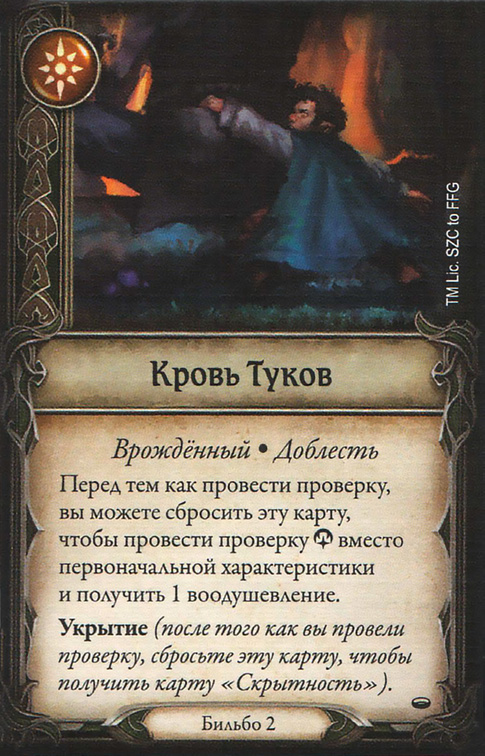 TM Lic. SZC to FFG
Кровь Туков
Врождённый • Доблесть
Перед тем как провести проверку,
вы можете сбросить эту карту,
чтобы провести проверку вместо
первоначальной характеристики
и получить 1 воодушевление.
Укрытие (после того как вы провели
проверку, сбросьте эту карту, чтобы
получить карту «Скрытность»).
Бильбо 2